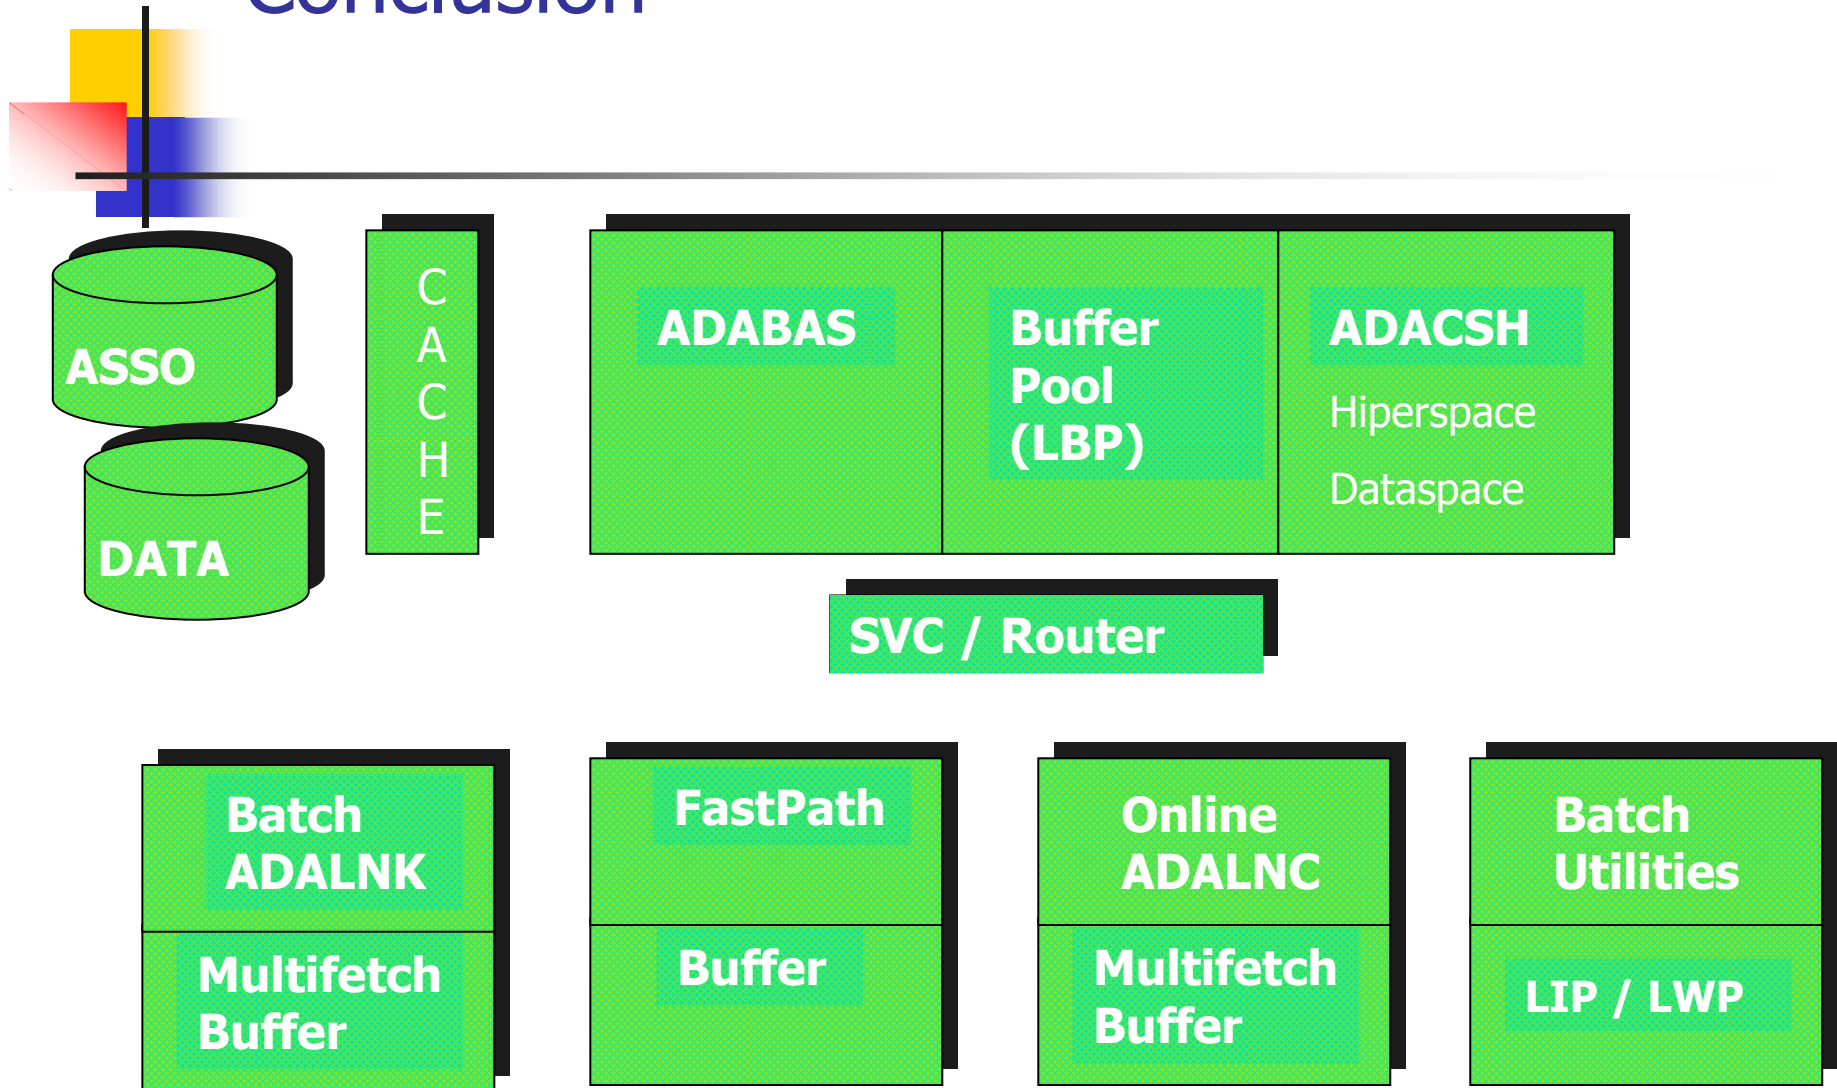 Conclusion
ASSO
DATA
C
A
C
H
E
ADABAS
Buffer
Pool
(LBP)
ADACSH
Hiperspace
Dataspace
SVC / Router
Batch
ADALNK
Multifetch
Buffer
FastPath
Buffer
Online
ADALNC
Multifetch
Buffer
Batch
Utilities
LIP / LWP